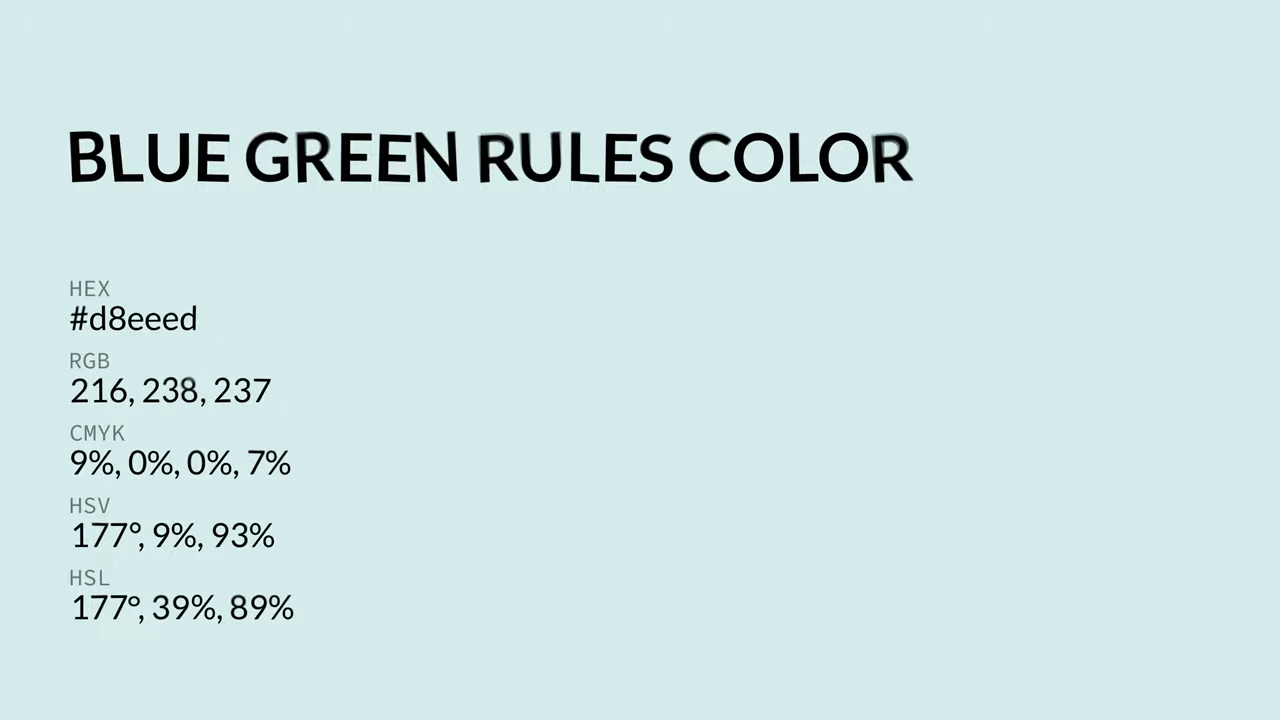 BLUE GREEN RULES COLOR
HEX
#d8eeed
RGB
216, 238, 237
CMYK
9%, 0%, 0%, 7%
HSV
177°, 9%, 93%
HSL
177°, 39%, 89%